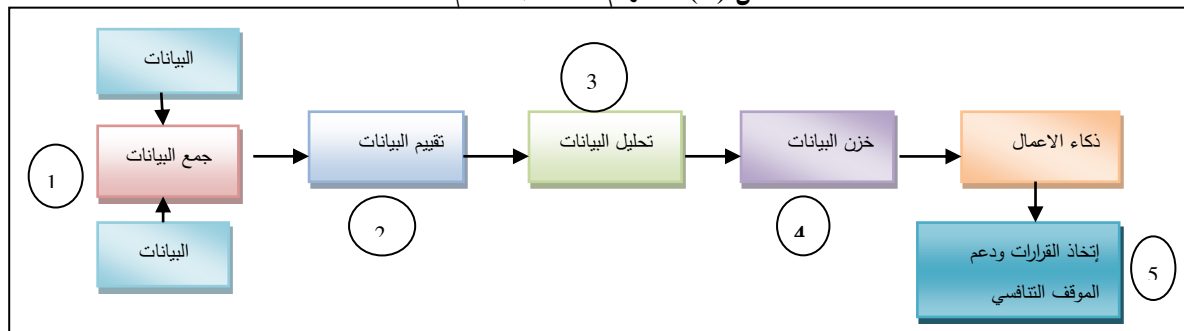 البيانات
3
جمع البيانات
تقييم البيانات
تحليل البيانات
خزن البيانات
ذكاء الاعمال
1
2
4
البيانات
إتخاذ القرارات ودعم
الموقف التنافسي
5